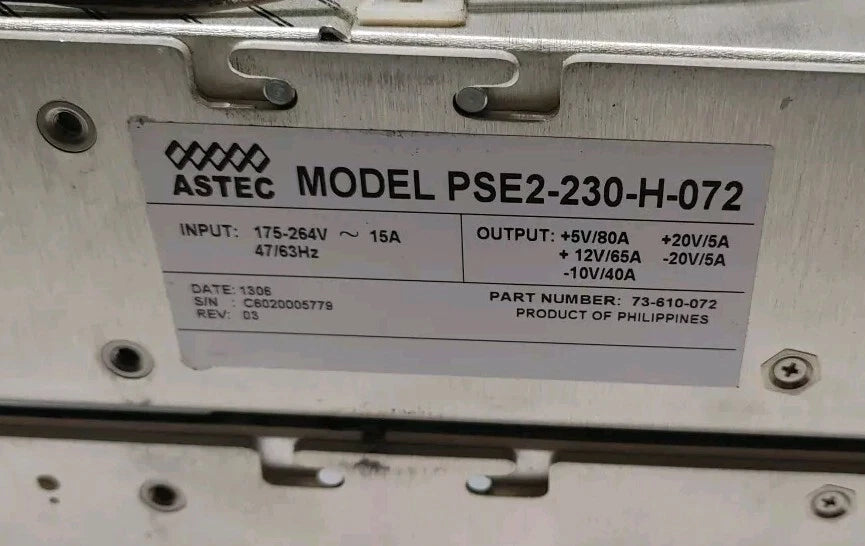 ASTEC MODEL PSE2-230-H-072
INPUT: 175-264V ~ 15A
47/63Hz
OUTPUT: +5V/80A +20V/5A
+ 12V/65A -20V/5A
-10V/40A
DATE: 1306
S/N : C6020005779
REV: 03
PART NUMBER: 73-610-072
PRODUCT OF PHILIPPINES